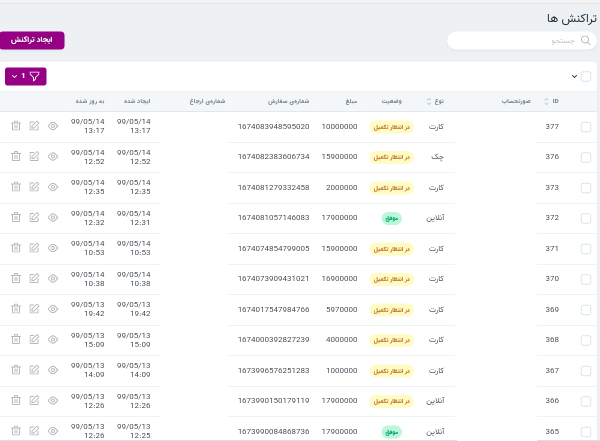 تراکنش ها
ایجاد تراکنش
جستجو
1
ID صورتحساب نوع وضعیت مبلغ شماره‌ی سفارش شماره‌ی ارجاع ایجاد شده به روز شده
377 کارت در انتظار تکمیل 10000000 1674083948595020 99/05/14 13:17 99/05/14 13:17
376 چک در انتظار تکمیل 15900000 1674082383606734 99/05/14 12:52 99/05/14 12:52
373 کارت در انتظار تکمیل 2000000 1674081279332458 99/05/14 12:35 99/05/14 12:35
372 آنلاین موفق 17900000 1674081057146083 99/05/14 12:31 99/05/14 12:32
371 کارت در انتظار تکمیل 15900000 1674074854799005 99/05/14 10:53 99/05/14 10:53
370 کارت در انتظار تکمیل 16900000 1674073909431021 99/05/14 10:38 99/05/14 10:38
369 کارت در انتظار تکمیل 5970000 1674017547984766 99/05/13 19:42 99/05/13 19:42
368 کارت در انتظار تکمیل 4000000 1674000392827239 99/05/13 15:09 99/05/13 15:09
367 کارت در انتظار تکمیل 1000000 1673996576251283 99/05/13 14:09 99/05/13 14:09
366 آنلاین در انتظار تکمیل 17900000 1673990150179119 99/05/13 12:26 99/05/13 12:26
365 آنلاین موفق 17900000 1673990084868736 99/05/13 12:25 99/05/13 12:26